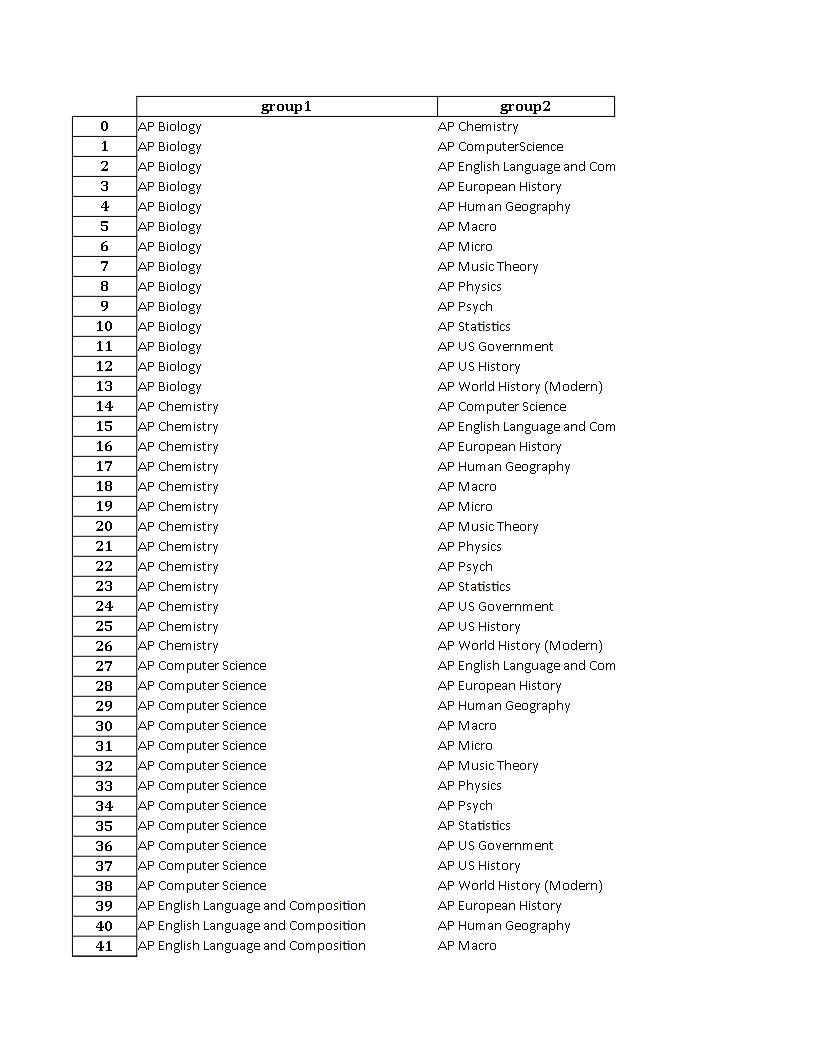 group1 group2
0 AP Biology AP Chemistry
1 AP Biology AP ComputerScience
2 AP Biology AP English Language and Com
3 AP Biology AP European History
4 AP Biology AP Human Geography
5 AP Biology AP Macro
6 AP Biology AP Micro
7 AP Biology AP Music Theory
8 AP Biology AP Physics
9 AP Biology AP Psych
10 AP Biology AP Statistics
11 AP Biology AP US Government
12 AP Biology AP US History
13 AP Biology AP World History (Modern)
14 AP Chemistry AP Computer Science
15 AP Chemistry AP English Language and Com
16 AP Chemistry AP European History
17 AP Chemistry AP Human Geography
18 AP Chemistry AP Macro
19 AP Chemistry AP Micro
20 AP Chemistry AP Music Theory
21 AP Chemistry AP Physics
22 AP Chemistry AP Psych
23 AP Chemistry AP Statistics
24 AP Chemistry AP US Government
25 AP Chemistry AP US History
26 AP Chemistry AP World History (Modern)
27 AP Computer Science AP English Language and Com
28 AP Computer Science AP European History
29 AP Computer Science AP Human Geography
30 AP Computer Science AP Macro
31 AP Computer Science AP Micro
32 AP Computer Science AP Music Theory
33 AP Computer Science AP Physics
34 AP Computer Science AP Psych
35 AP Computer Science AP Statistics
36 AP Computer Science AP US Government
37 AP Computer Science AP US History
38 AP Computer Science AP World History (Modern)
39 AP English Language and Composition AP European History
40 AP English Language and Composition AP Human Geography
41 AP English Language and Composition AP Macro